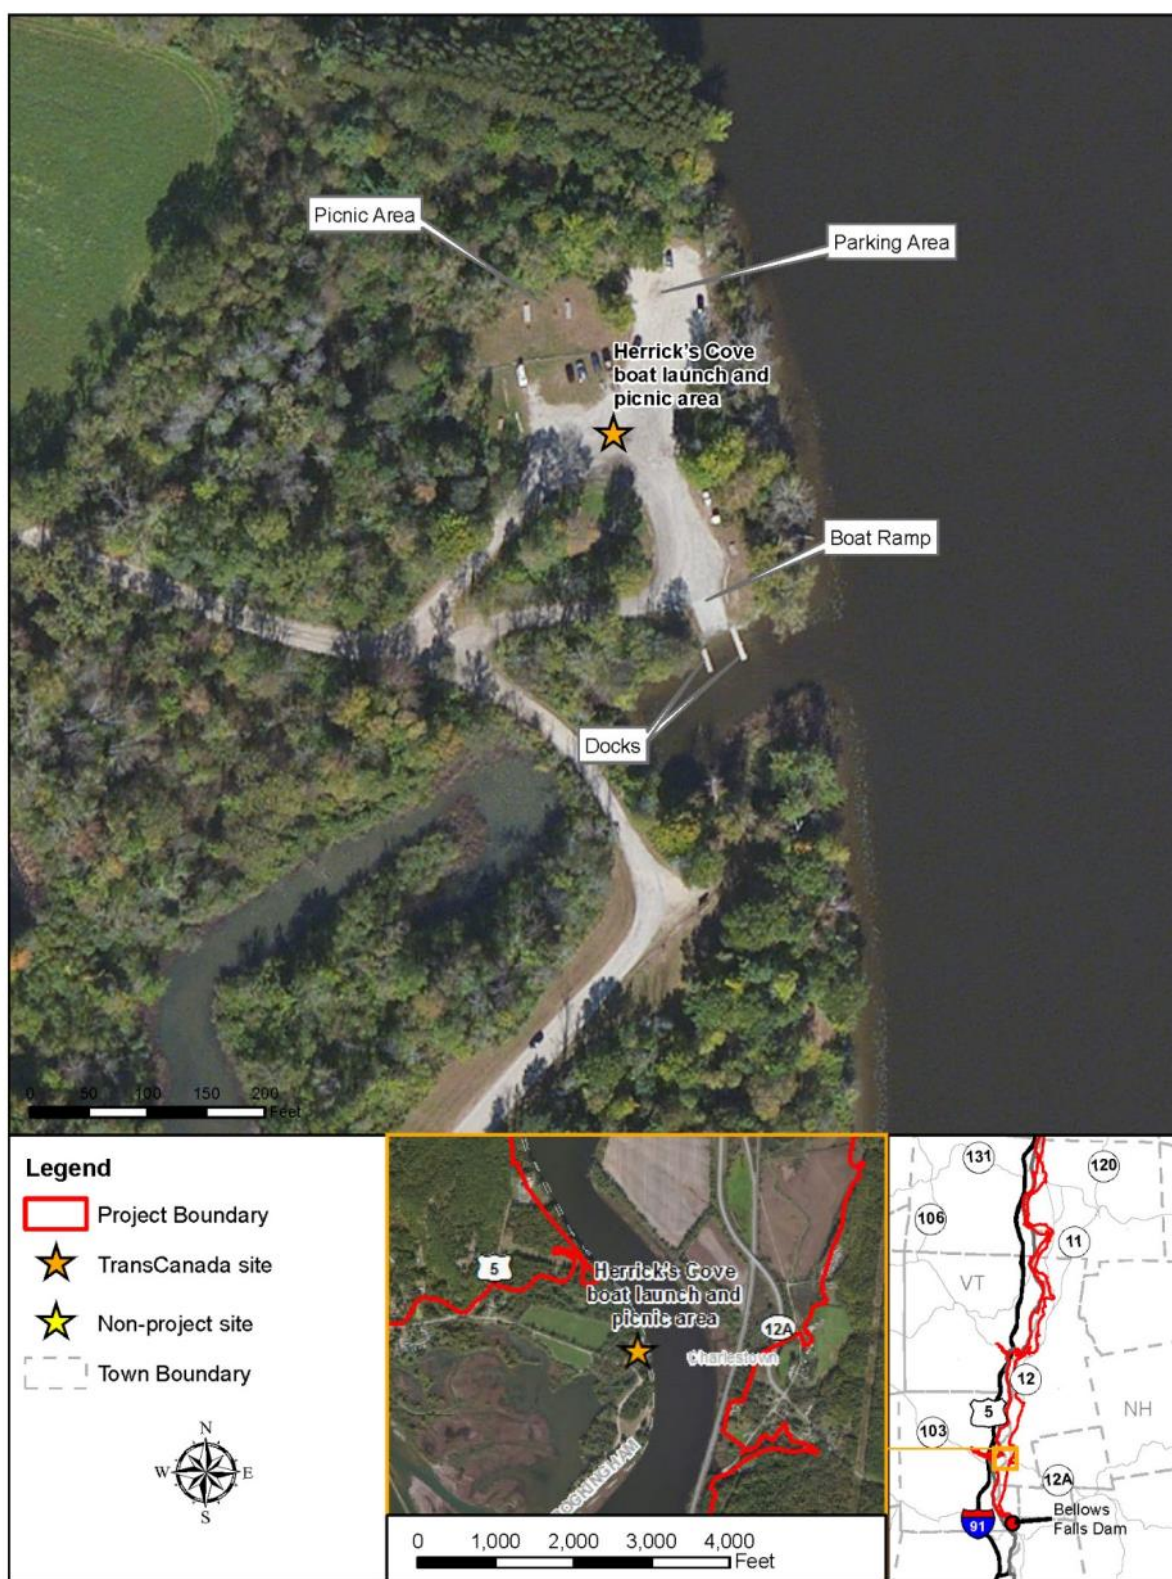 Picnic Area
Parking Area
Herrick's Cove
boat launch and
picnic area
Boat Ramp
Docks
0 50 100 150 200
Feet
Legend
Project Boundary
TransCanada site
Non-project site
Town Boundary
N
W E
S
5
Herrick's Cove
boat launch and
picnic area
12A
Charlestown
0 1,000 2,000 3,000 4,000
Feet
131
120
106
11
VT
12
5
NH
103
12A
91
Bellows
Falls Dam